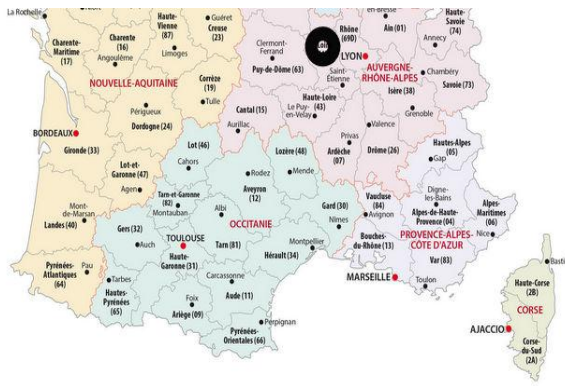 La Rochelle
Haute-
Vienne
(87)
Guéret
Creuse
(23)
en-Bresse
Ain (01)
Haute-
Savoie
(74)
Rhône
(690)
Charente-
Maritime
(17)
Charente
(16)
Angoulême
Limoges
Clermont-
Ferrand
Puy-de-Dôme (63)
LYON
Annecy
AUVERGNE-
RHÔNE-ALPES
Chambéry
Savoie (73)
NOUVELLE-AQUITAINE
Corrèze
(19)
Tulle
Saint-
Étienne
Isère (38)
Haute-Loire
(43)
Le Puy-
en-Velay
Grenoble
Périgueux
Dordogne (24)
Cantal (15)
Aurillac
Valence
Privas
Ardèche
(07)
Drôme (26)
Hautes-Alpes
(05)
Gap
BORDEAUX
Gironde (33)
Lot (46)
Cahors
Lozère (48)
Mende
Lot-et-
Garonne
(47)
Agen
Rodez
Aveyron
(12)
Digne-
les-Bains
Alpes-de-Haute-
Provence (04)
Alpes-
Maritimes
(06)
Nice
Mont-
de-Marsan
Landes (40)
Tarn-et-Garonne
(82)
Montauban
Albi
Gard (30)
Nîmes
Vaucluse
(84)
Avignon
OCCITANIE
Gers (32)
Auch
TOULOUSE
Tarn (81)
Montpellier
Hérault (34)
Bouches-
du-Rhône (13)
PROVENCE-ALPES-
CÔTE D'AZUR
Var (83)
Haute-
Garonne (31)
Pyrénées-
Atlantiques
(64)
Pau
Tarbes
Hautes-
Pyrénées
(65)
Carcassonne
Aude (11)
MARSEILLE
Toulon
Foix
Ariège (09)
Perpignan
Pyrénées-
Orientales (66)
Basti
Haute-Corse
(2B)
CORSE
AJACCIO
Corse-
du-Sud
(2A)